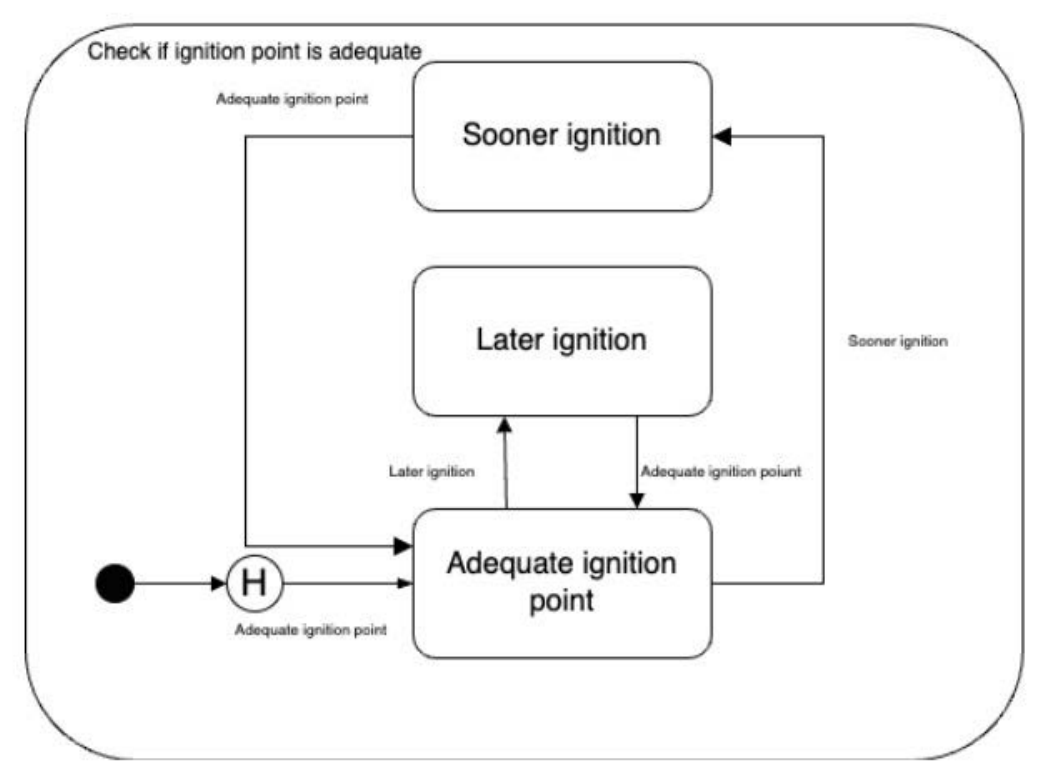 Check if ignition point is adequate
Adequate ignition point
Sooner ignition
Later ignition
Sooner ignition
Later ignition
Adequate ignition poiunt
Adequate ignition
point
H
Adequate ignition point